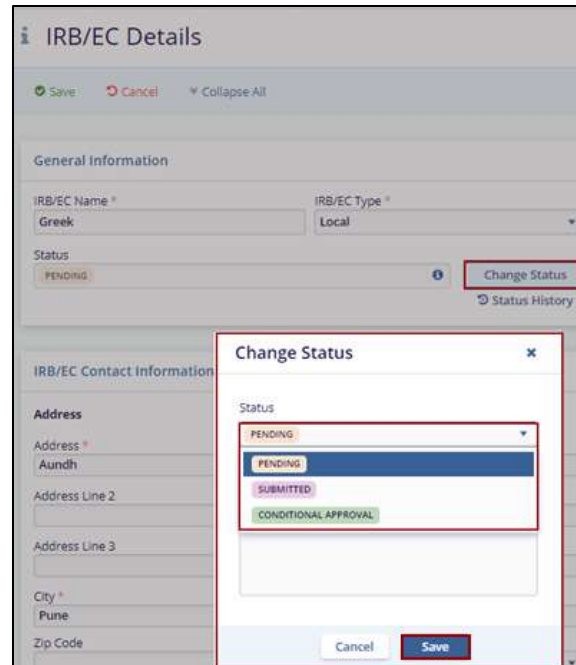 i IRB/EC Details
Save Cancel Collapse All
General Information
IRB/EC Name * IRB/EC Type *
Greek Local
Status
PENDING Change Status
Status History
IRB/EC Contact Information
Change Status
Address
Status
Address *
PENDING
Aundh
PENDING
Address Line 2
SUBMITTED
CONDITIONAL APPROVAL
Address Line 3
City *
Pune
Zip Code
Cancel Save